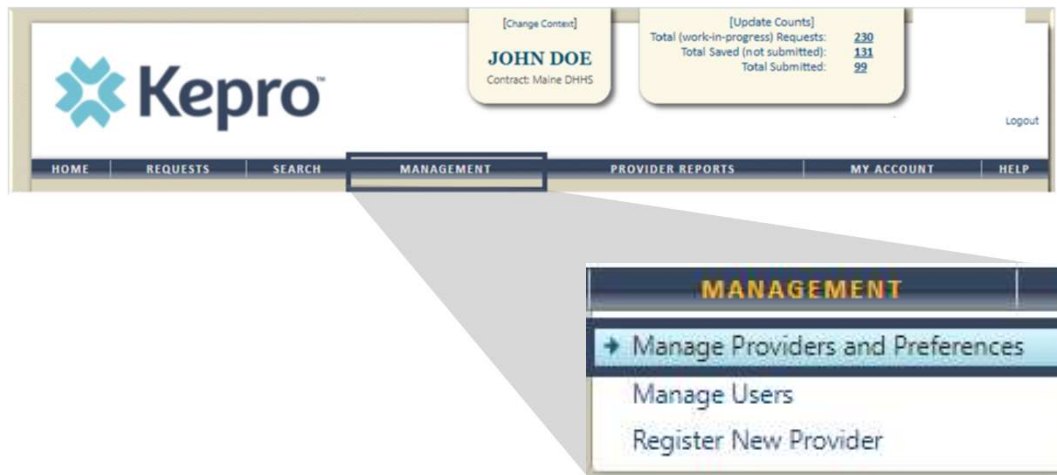 [Change Context]
JOHN DOE
Contract: Maine DHHS
[Update Counts]
Total (work-in-progress) Requests: 230
Total Saved (not submitted): 131
Total Submitted: 99
Kepro™
Logout
HOME REQUESTS SEARCH MANAGEMENT PROVIDER REPORTS MY ACCOUNT HELP
MANAGEMENT
Manage Providers and Preferences
Manage Users
Register New Provider